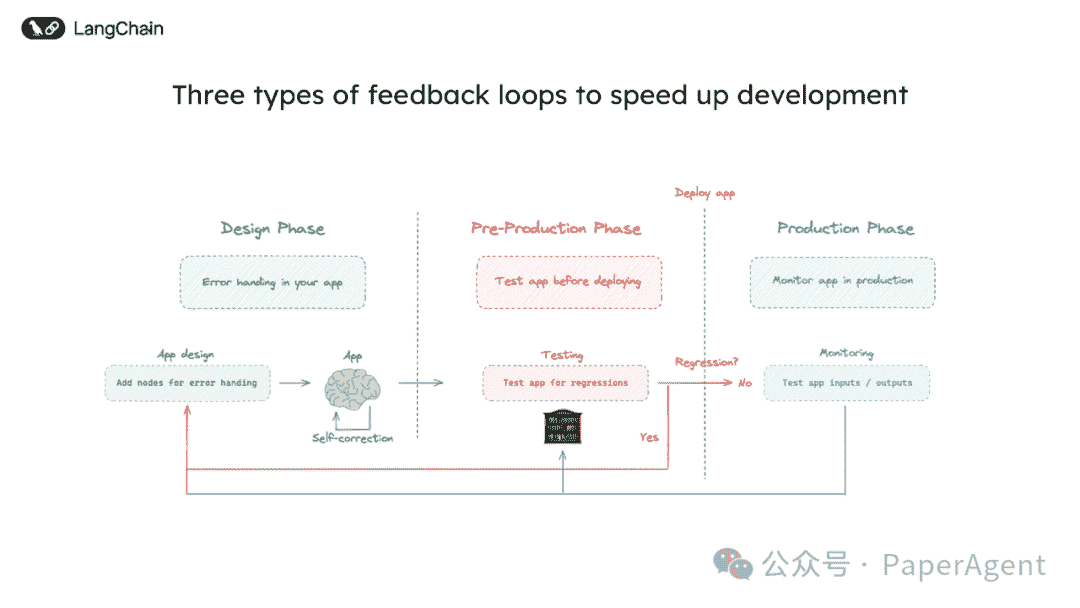 LangChain
Three types of feedback loops to speed up development
Deploy app
Design Phase
Pre-Production Phase
Production Phase
Error handing in your app
Test app before deploying
Monitor app in production
App design
App
Testing
Regression?
Monitoring
Add nodes for error handing
Test app for regressions
No
Test app inputs / outputs
Self-correction
Yes
公众号 · PaperAgent